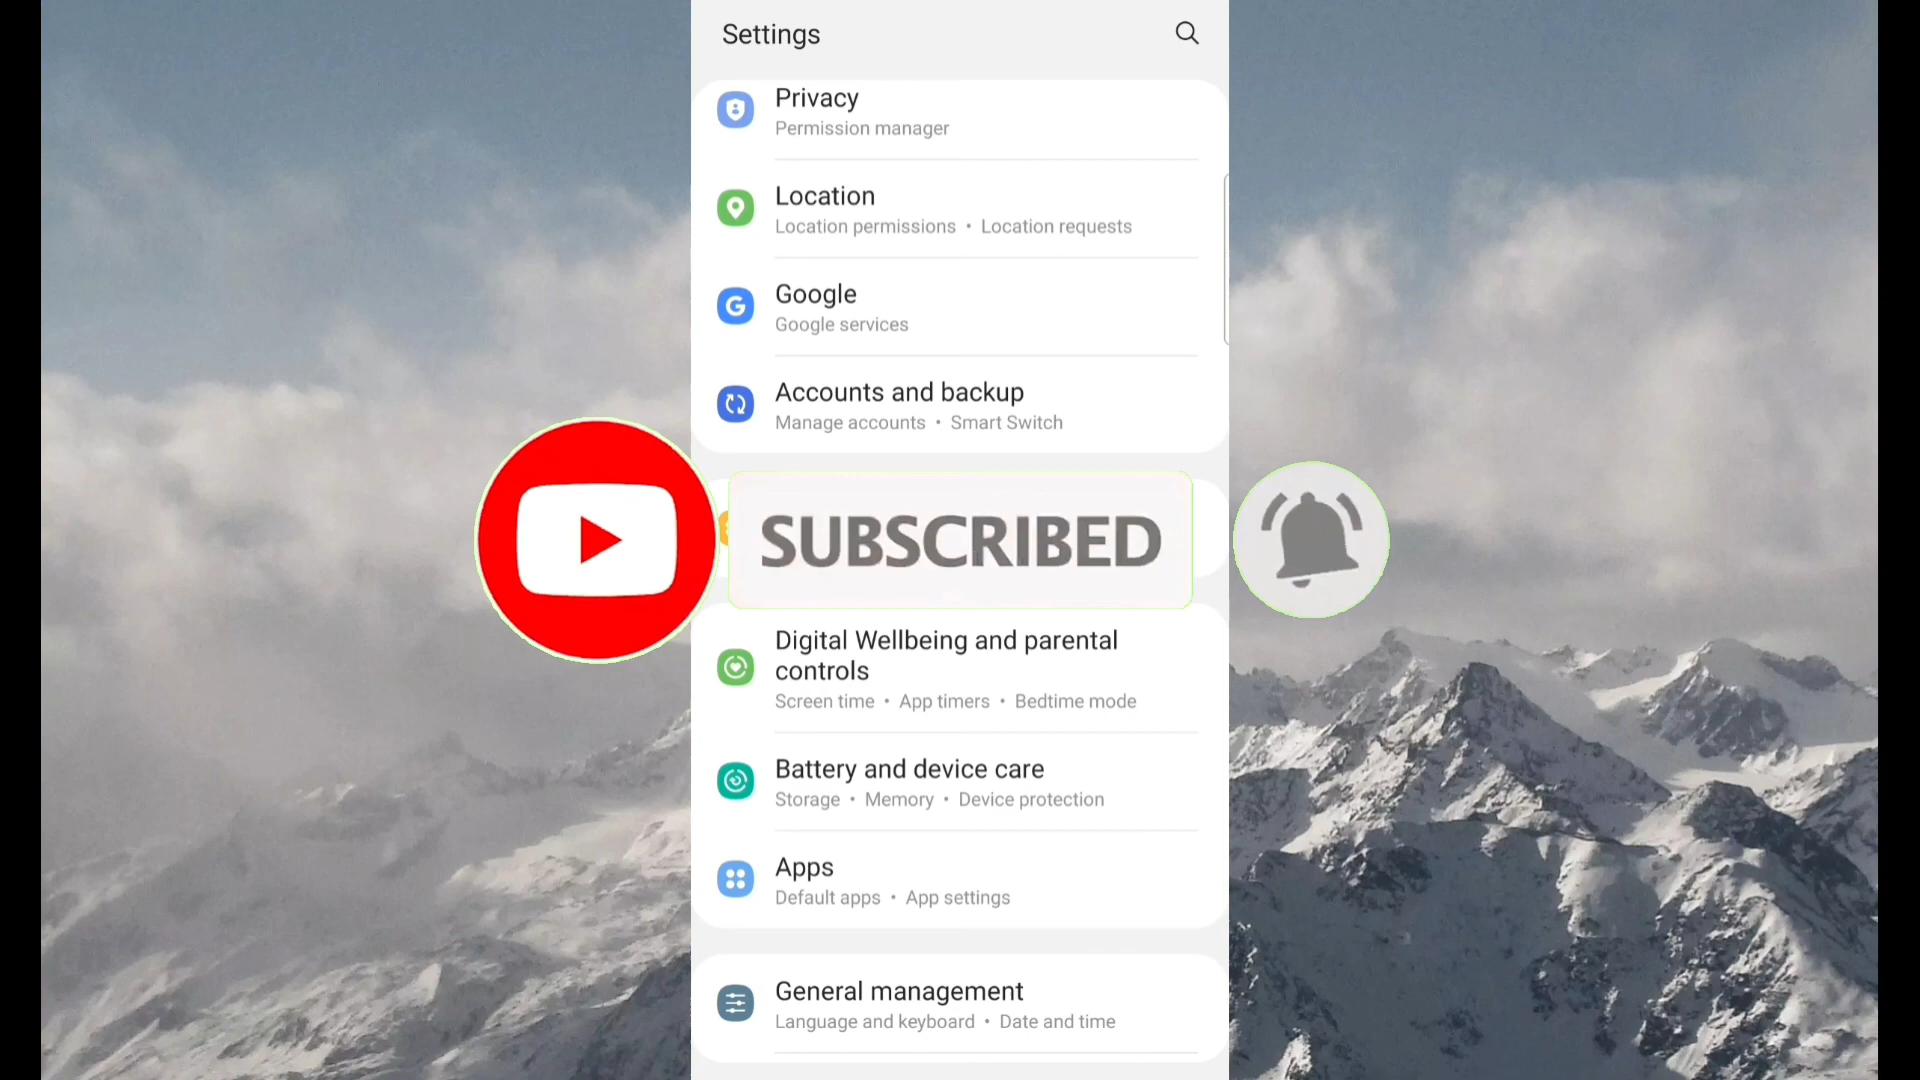 Settings
Privacy
Permission manager
Location
Location permissions • Location requests
Google
Google services
Accounts and backup
Manage accounts • Smart Switch
SUBSCRIBED
Digital Wellbeing and parental
controls
Screen time • App timers • Bedtime mode
Battery and device care
Storage • Memory • Device protection
Apps
Default apps • App settings
General management
Language and keyboard • Date and time